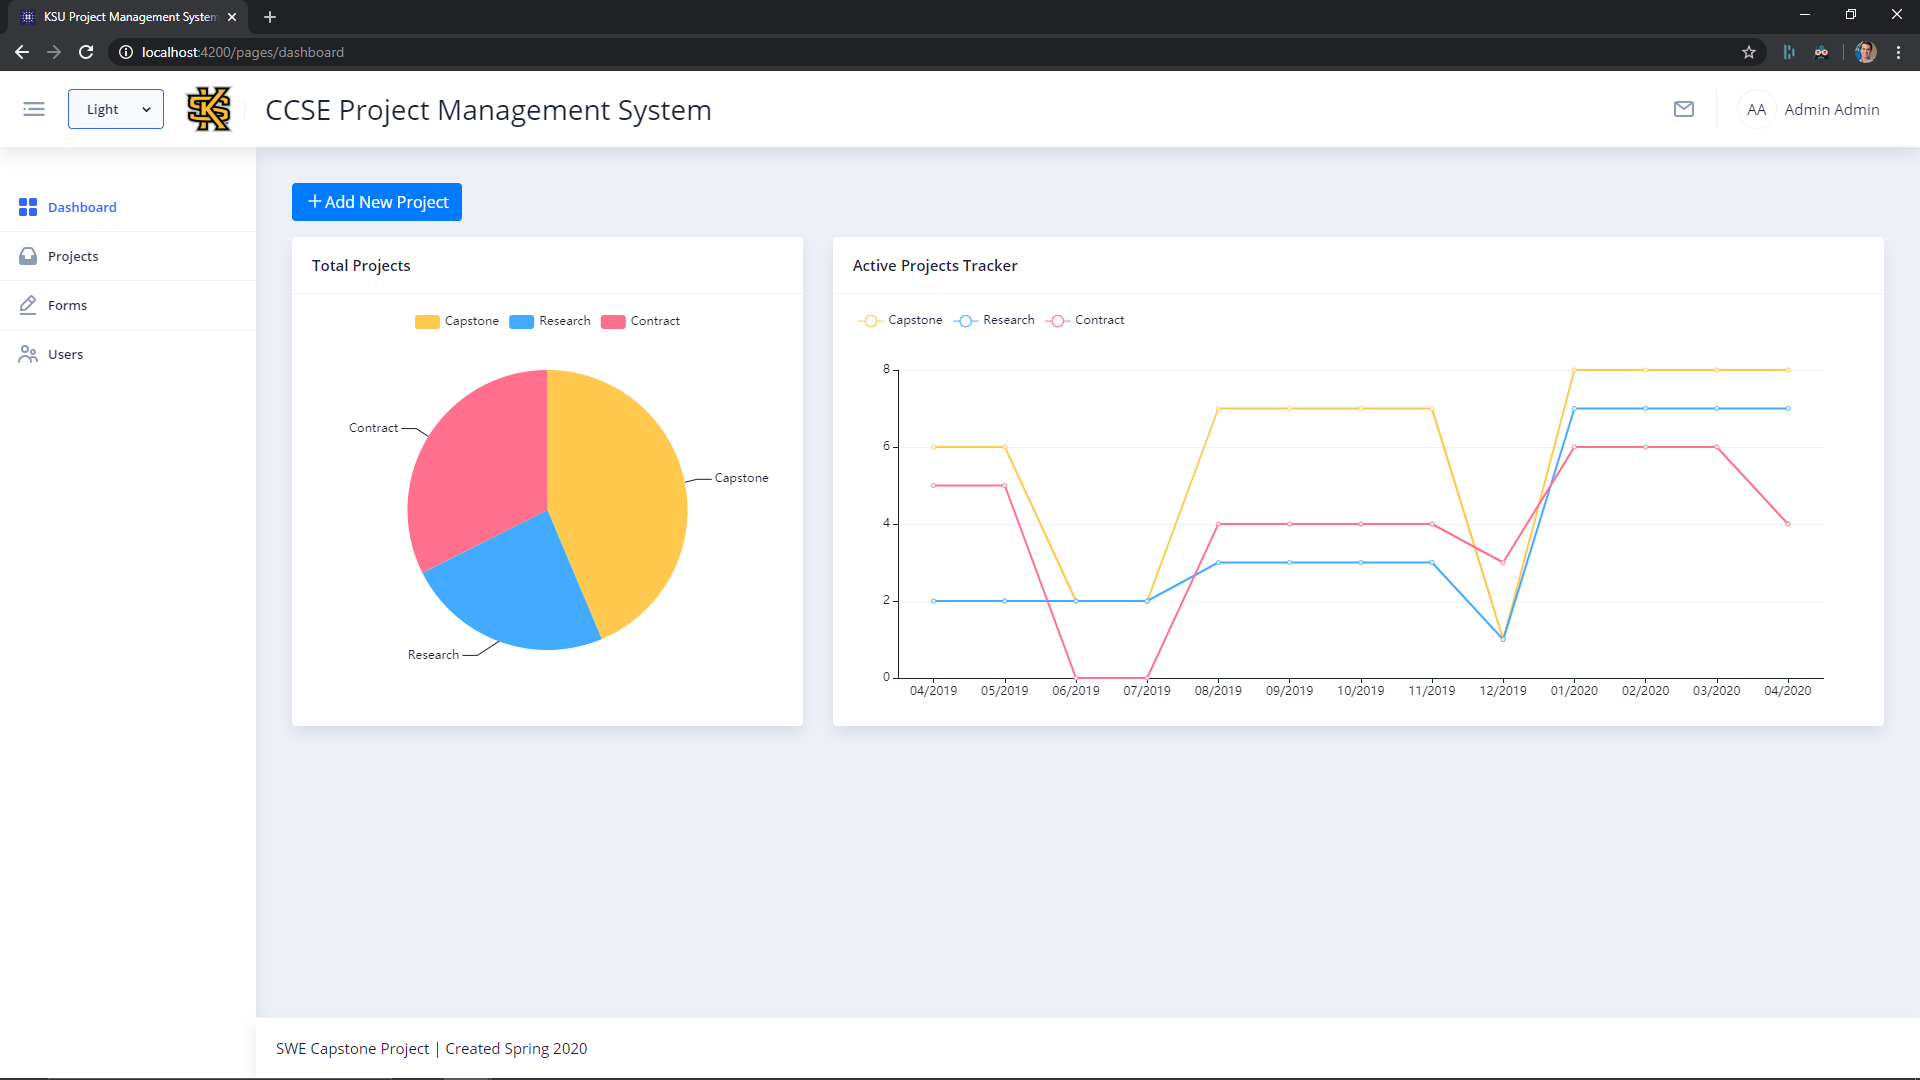 KSU Project Management System
localhost:4200/pages/dashboard
Light
KS
CCSE Project Management System
AA
Admin Admin
Dashboard
Projects
Forms
Users
+ Add New Project
Total Projects
Capstone Research Contract
Contract
Capstone
Research
Active Projects Tracker
Capstone Research Contract
8
6
4
2
0
04/2019 05/2019 06/2019 07/2019 08/2019 09/2019 10/2019 11/2019 12/2019 01/2020 02/2020 03/2020 04/2020
SWE Capstone Project | Created Spring 2020